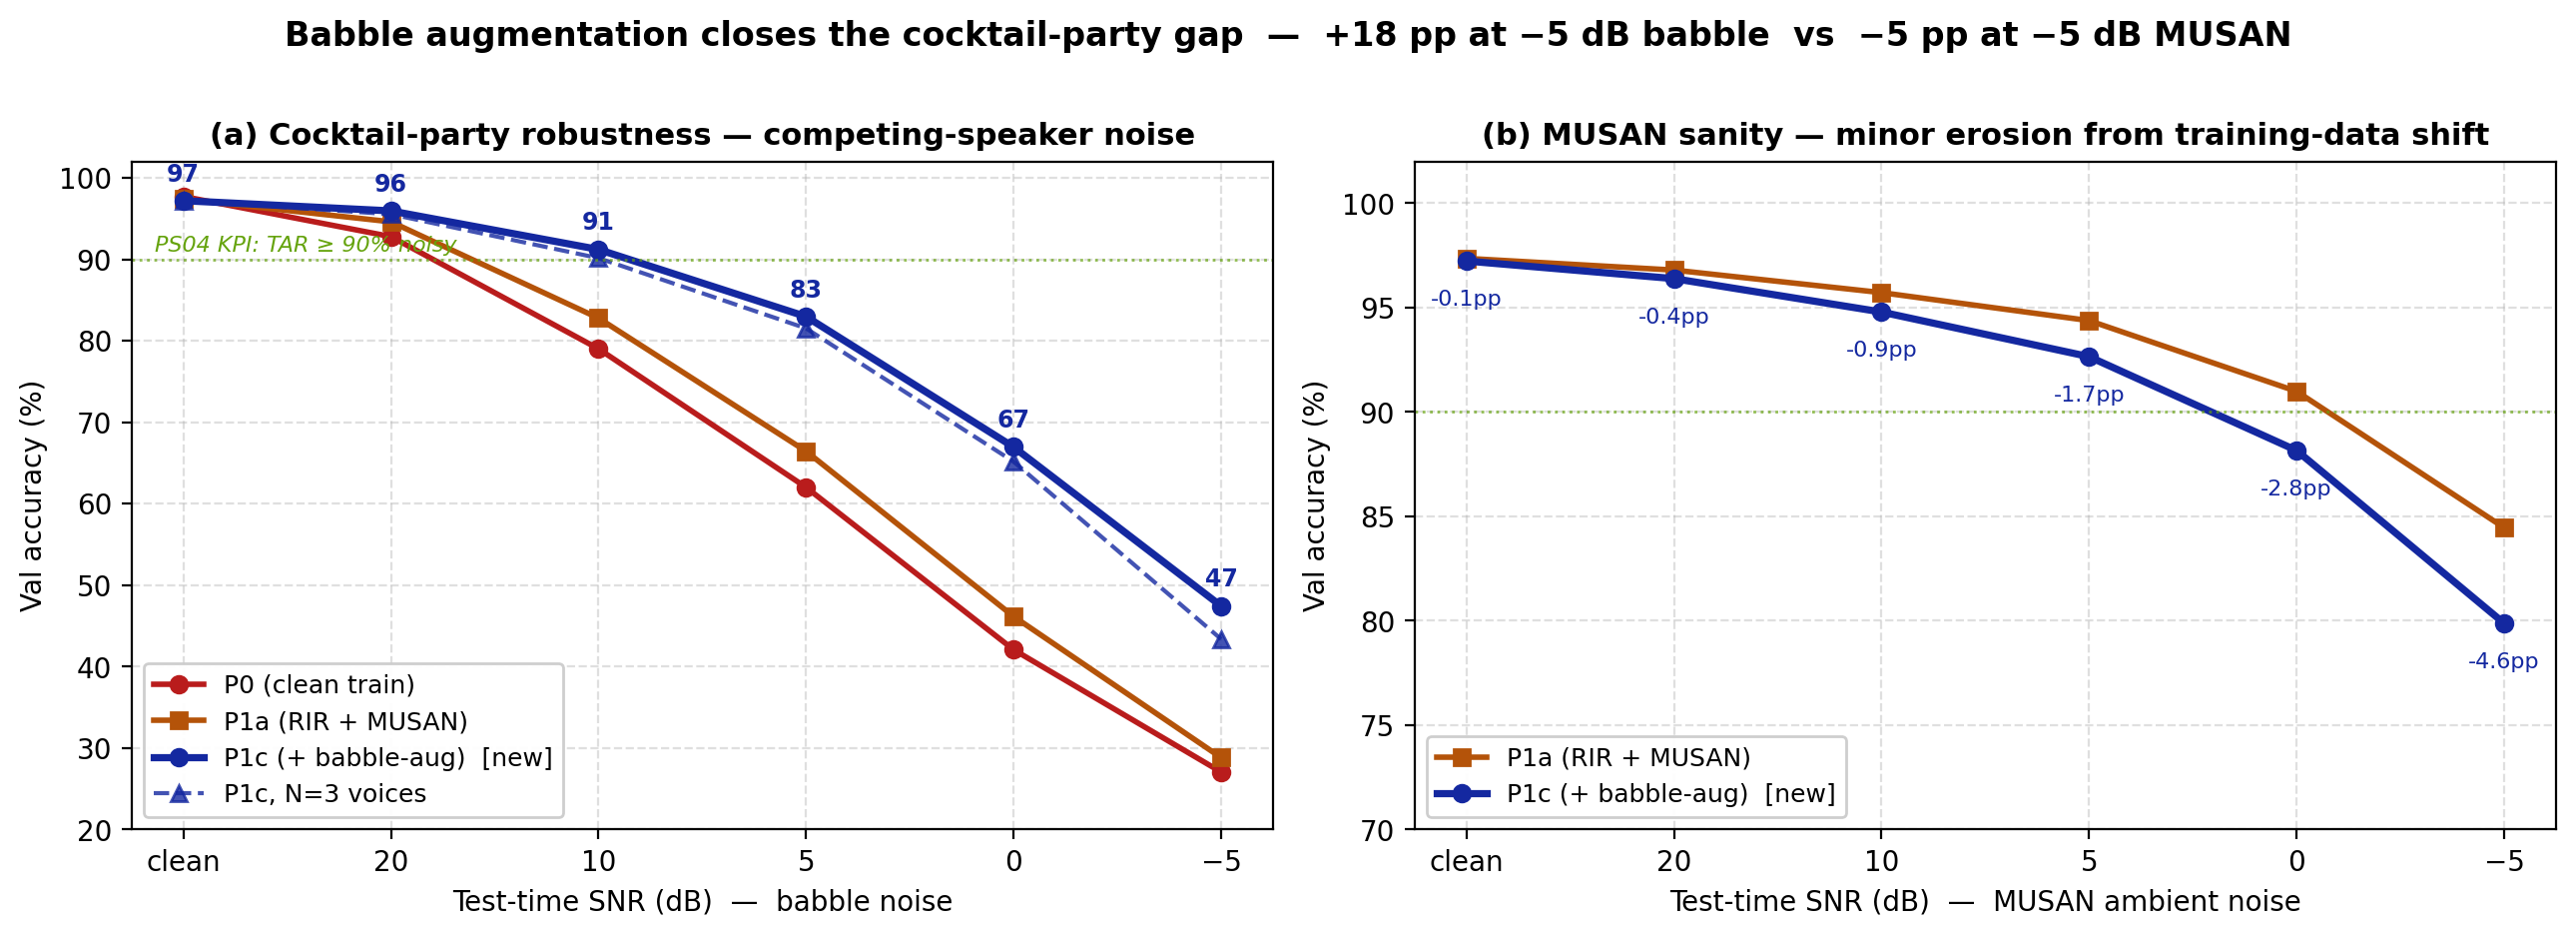 Babble augmentation closes the cocktail-party gap — +18 pp at −5 dB babble vs −5 pp at −5 dB MUSAN
(a) Cocktail-party robustness — competing-speaker noise
97
96
91
83
67
47
PS04 KPI: TAR ≥ 90% noisy
100
90
80
70
60
50
40
30
20
Val accuracy (%)
P0 (clean train)
P1a (RIR + MUSAN)
P1c (+ babble-aug) [new]
P1c, N=3 voices
clean 20 10 5 0 −5
Test-time SNR (dB) — babble noise
(b) MUSAN sanity — minor erosion from training-data shift
100
95
90
85
80
75
70
Val accuracy (%)
-0.1pp
-0.4pp
-0.9pp
-1.7pp
-2.8pp
-4.6pp
P1a (RIR + MUSAN)
P1c (+ babble-aug) [new]
clean 20 10 5 0 −5
Test-time SNR (dB) — MUSAN ambient noise